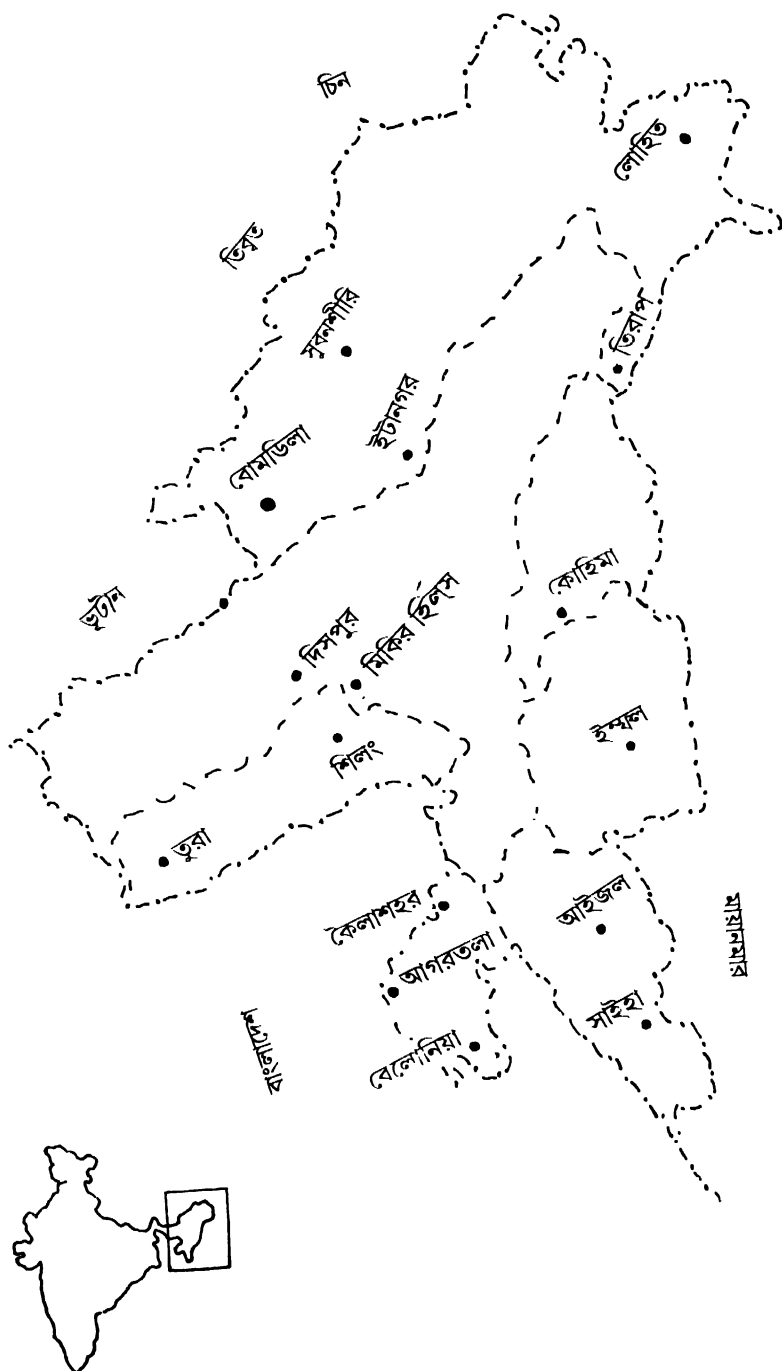 চিন
লোহিত
তিব্বত
সুবনশীরি
তিরাপ
ইটানগর
বোমডিলা
ভূটান
কোহিমা
দিসপুর
মিকির হিলস
শিলং
ইম্ফল
তুরা
কৈলাশহর
আইজল
মায়ানমার
আগরতলা
সাইহা
বাংলাদেশ
বেলোনিয়া